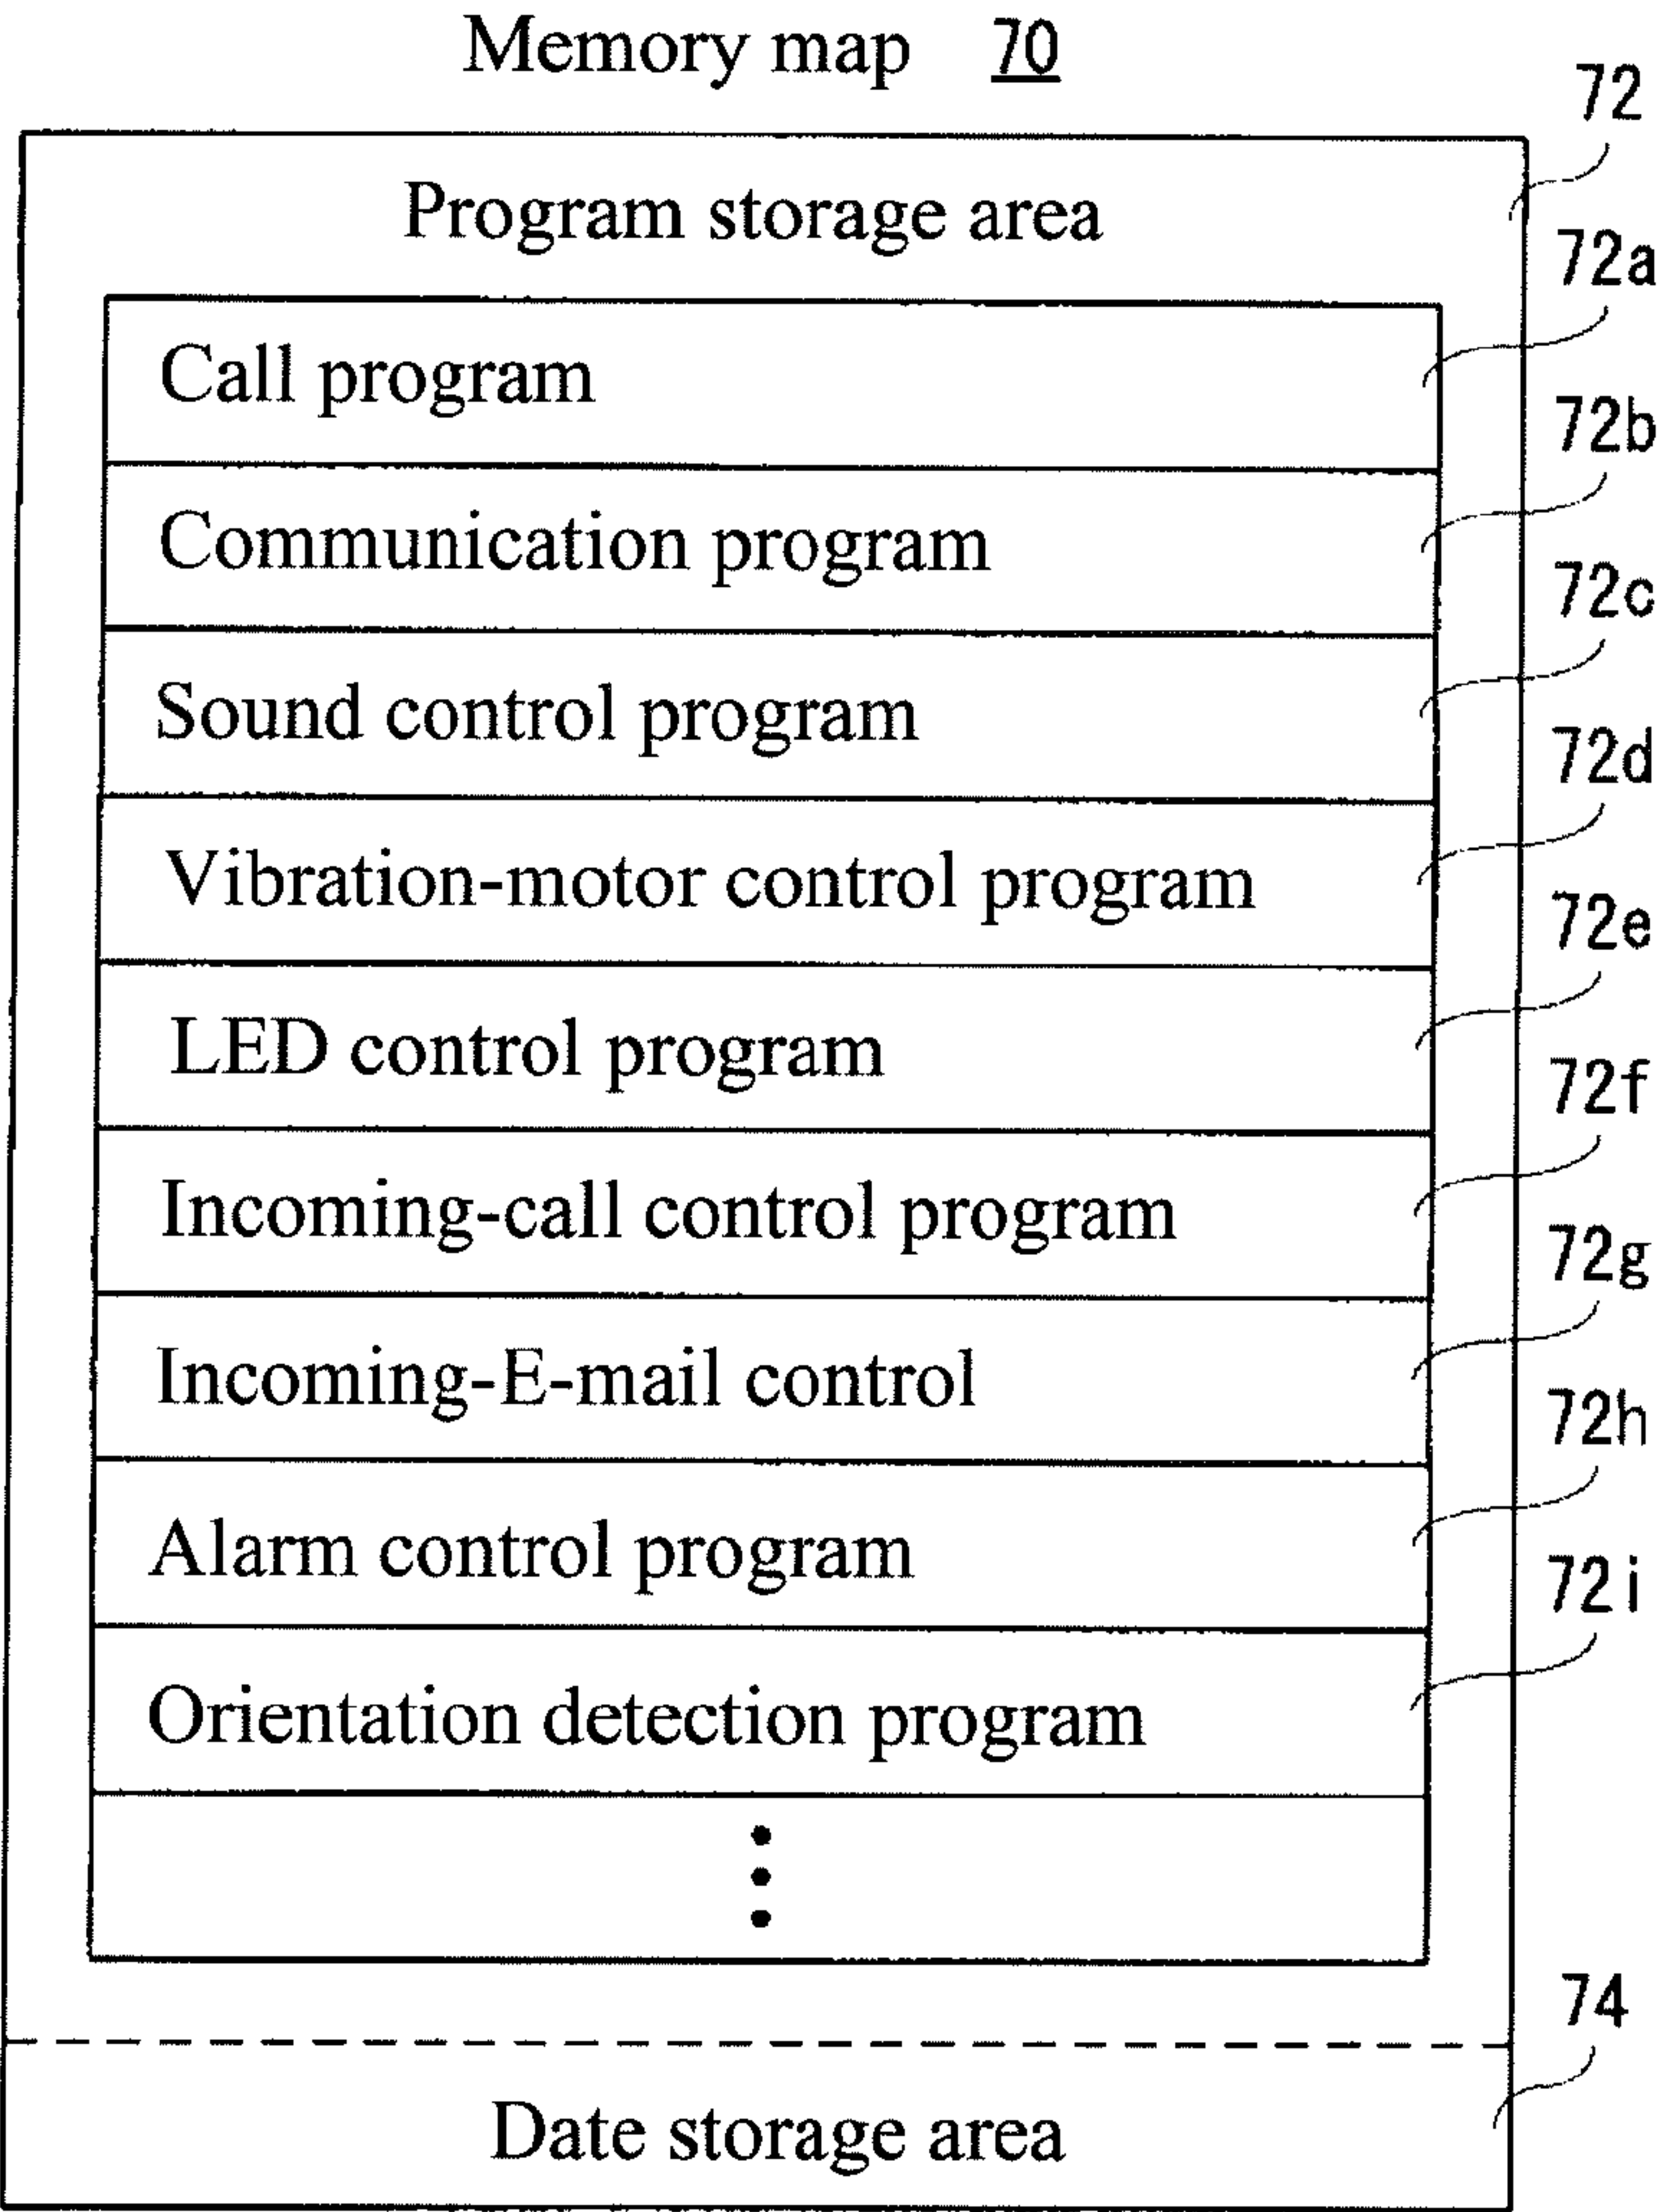 Memory map 70
72
Program storage area
72a
Call program
72b
Communication program
72c
Sound control program
72d
Vibration-motor control program
72e
LED control program
72f
Incoming-call control program
72g
Incoming-E-mail control
72h
Alarm control program
72i
Orientation detection program
74
Date storage area